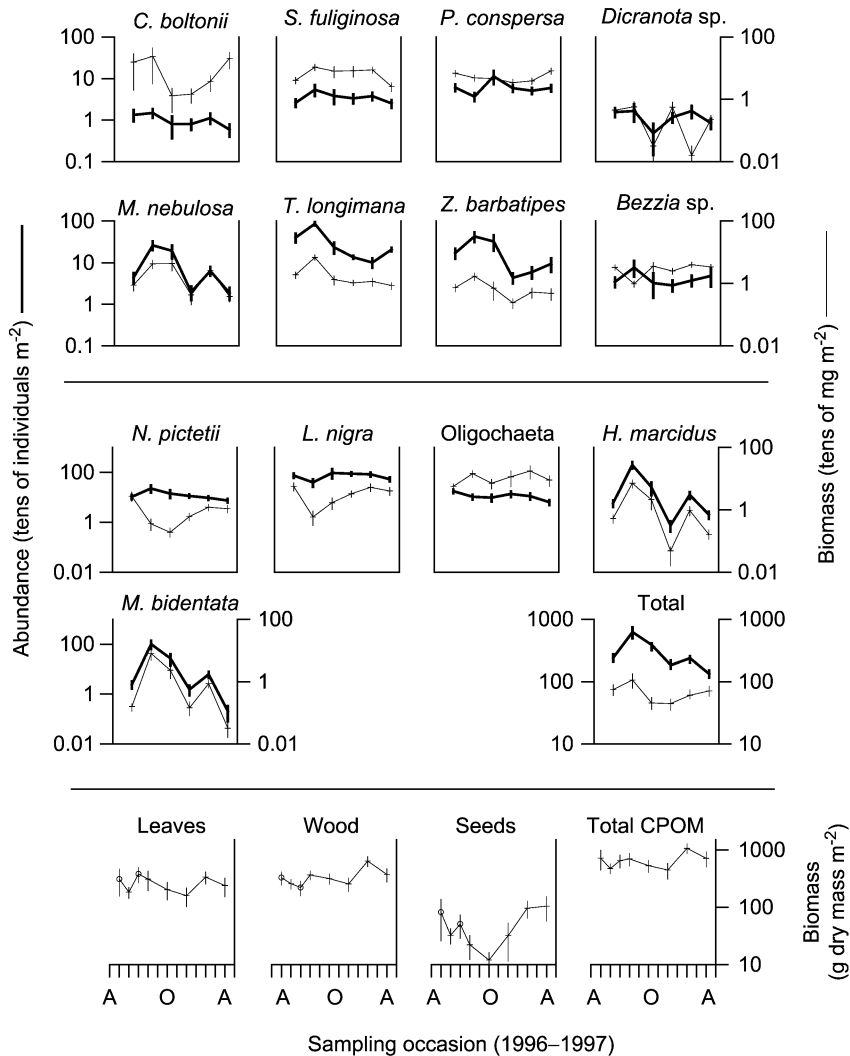 C. boltonii S. fuliginosa P. conspersa Dicranota sp.
100 100
10
1 1
0.1 0.01
M. nebulosa T. longimana Z. barbatipes Bezzia sp.
100 100
10
1 1
0.1 0.01
Abundance (tens of individuals m-2)
Biomass (tens of mg m-2)
N. pictetii L. nigra Oligochaeta H. marcidus
100 100
1 1
0.01 0.01
M. bidentata Total
100 100 1000 1000
1 1 100 100
0.01 0.01 10 10
Leaves Wood Seeds Total CPOM
1000
100
10
Biomass
(g dry mass m-2)
A O A A O A A O A A O A
Sampling occasion (1996–1997)